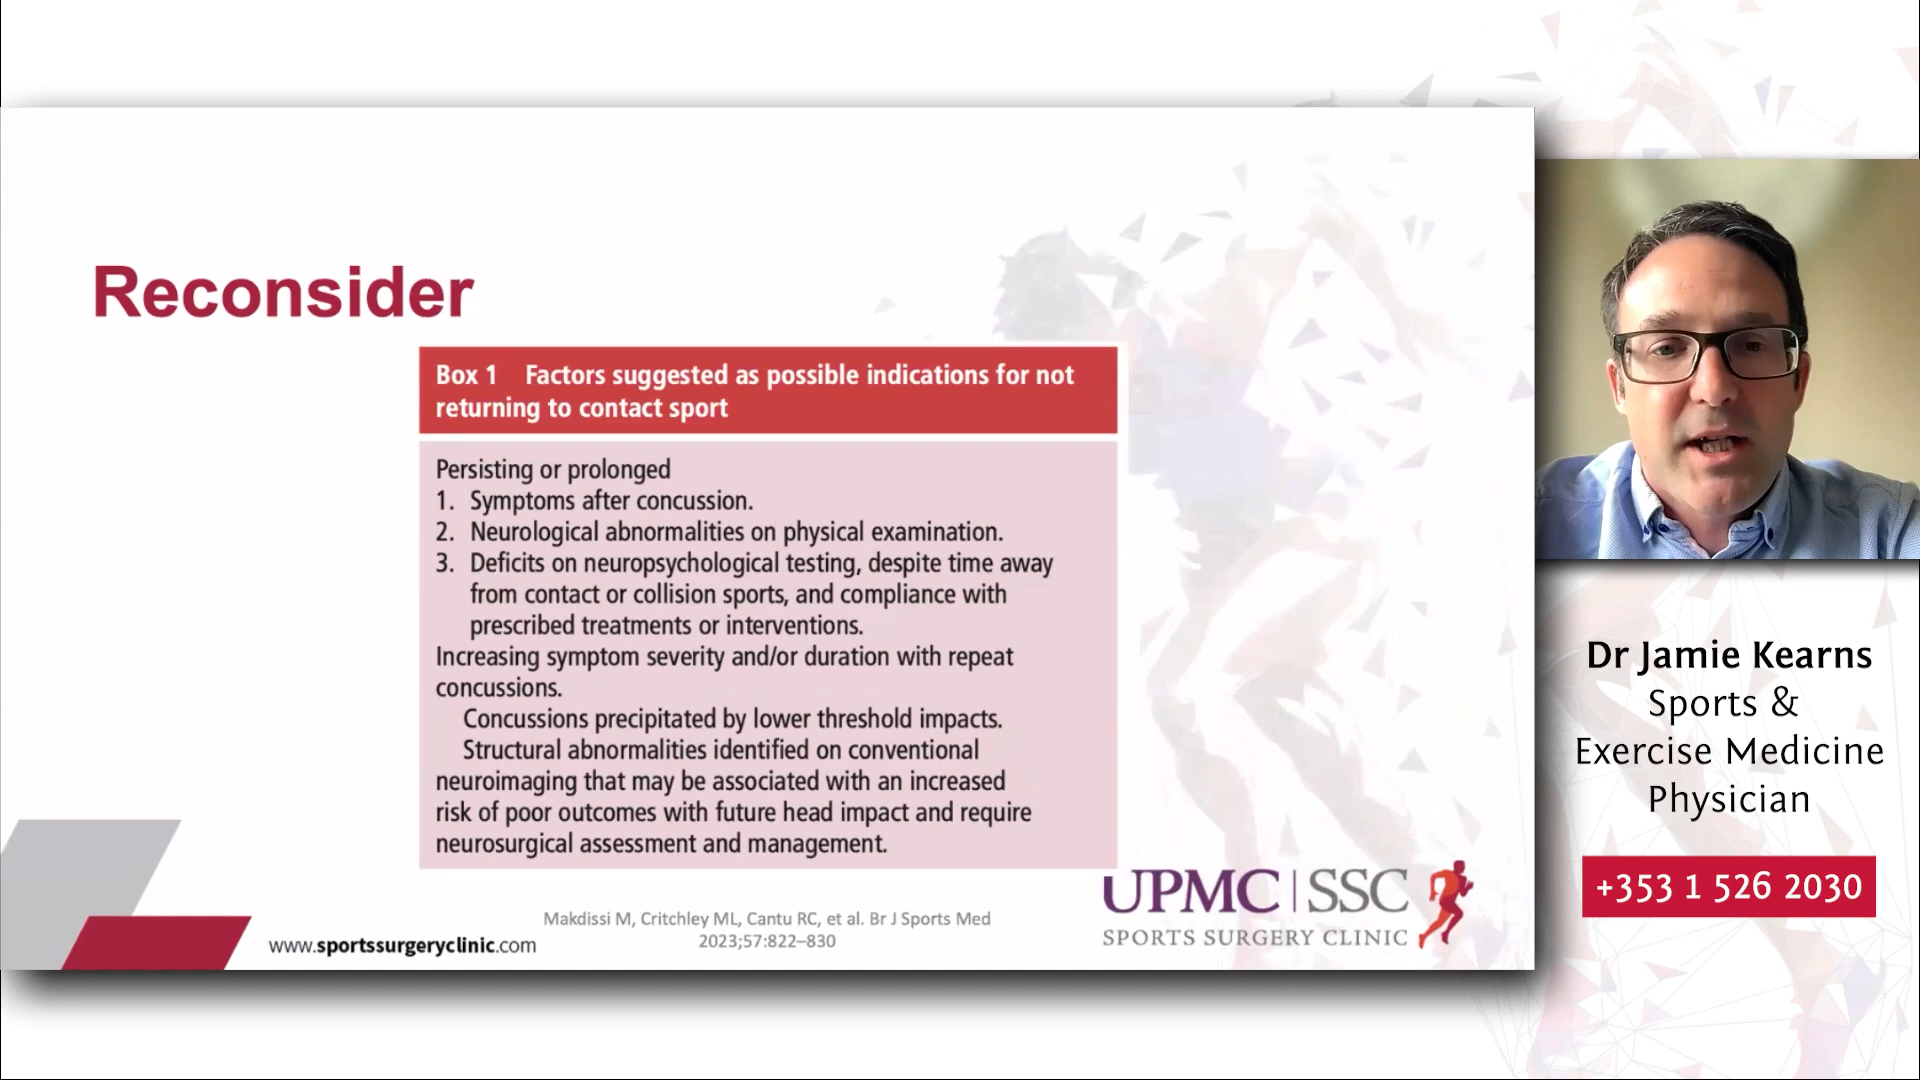 Reconsider
Box 1 Factors suggested as possible indications for not
returning to contact sport
Persisting or prolonged
1. Symptoms after concussion.
2. Neurological abnormalities on physical examination.
3. Deficits on neuropsychological testing, despite time away
from contact or collision sports, and compliance with
prescribed treatments or interventions.
Increasing symptom severity and/or duration with repeat
concussions.
Concussions precipitated by lower threshold impacts.
Structural abnormalities identified on conventional
neuroimaging that may be associated with an increased
risk of poor outcomes with future head impact and require
neurosurgical assessment and management.
Makdissi M, Critchley ML, Cantu RC, et al. Br J Sports Med
2023;57:822–830
www.sportssurgeryclinic.com
UPMC | SSC
SPORTS SURGERY CLINIC
Dr Jamie Kearns
Sports &
Exercise Medicine
Physician
+353 1 526 2030